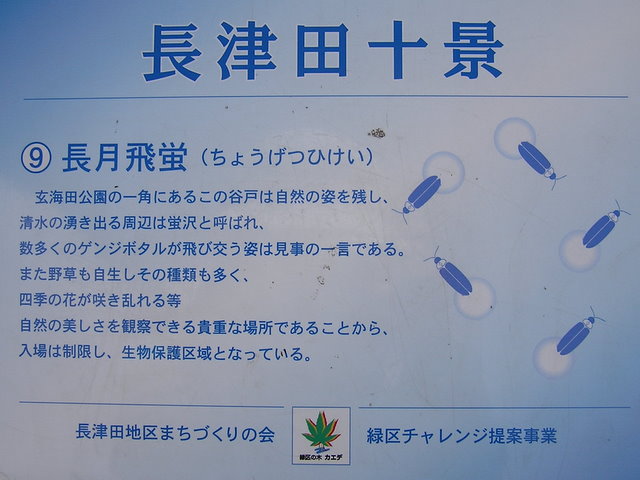 長津田十景
⑨ 長月飛蛍（ちょうげつひけい）
玄海田公園の一角にあるこの谷戸は自然の姿を残し、
清水の湧き出る周辺は蛍沢と呼ばれ、
数多くのゲンジボタルが飛び交う姿は見事の一言である。
また野草も自生しその種類も多く、
四季の花が咲き乱れる等
自然の美しさを観察できる貴重な場所であることから、
入場は制限し、生物保護区域となっている。
長津田地区まちづくりの会
緑区の木 カエデ
緑区チャレンジ提案事業